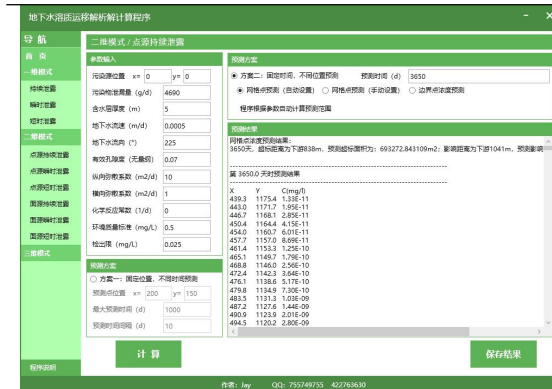 地下水溶质运移解析解计算程序
导 航
首 页
一维模式
持续泄露
瞬时泄露
短时泄露
二维模式
点源持续泄露
点源瞬时泄露
点源短时泄露
面源持续泄露
面源瞬时泄露
面源短时泄露
三维模式
程序说明
二维模式 / 点源持续泄露
参数输入
污染源位置 x= 0 y= 0
污染物泄漏量 (g/d) 4690
含水层厚度 (m) 5
地下水流速 (m/d) 0.0005
地下水流向 (°) 225
有效孔隙度 (无量纲) 0.07
纵向弥散系数 (m2/d) 10
横向弥散系数 (m2/d) 1
化学反应常数 (1/d) 0
环境质量标准 (mg/L) 0.5
检出限 (mg/L) 0.025
预测方案
方案一：固定位置，不同时间预测
预测点位置 x= 200 y= 150
最大预测时间 (d) 1000
预测时间间隔 (d) 10
计 算
预测方案
方案二：固定时间，不同位置预测 预测时间 (d) 3650
网格点预测 (自动设置) 网格点预测 (手动设置) 边界点浓度预测
程序根据参数自动计算预测范围
预测结果
网格点浓度预测结果：
3650天，超标距离为下游838m，预测超标面积为：693272.843109m2；影响距离为下游1041m，预测影响
第 3650.0 天时预测结果
X Y C(mg/l)
439.3 1175.4 1.33E-11
443.0 1171.7 1.95E-11
446.7 1168.1 2.85E-11
450.4 1164.4 4.15E-11
454.0 1160.7 6.01E-11
457.7 1157.0 8.69E-11
461.4 1153.3 1.25E-10
465.1 1149.7 1.79E-10
468.8 1146.0 2.56E-10
472.4 1142.3 3.64E-10
476.1 1138.6 5.17E-10
479.8 1134.9 7.30E-10
483.5 1131.3 1.03E-09
487.2 1127.6 1.44E-09
490.9 1123.9 2.01E-09
494.5 1120.2 2.80E-09
保存结果
作者: Jay QQ: 755749755 422763630